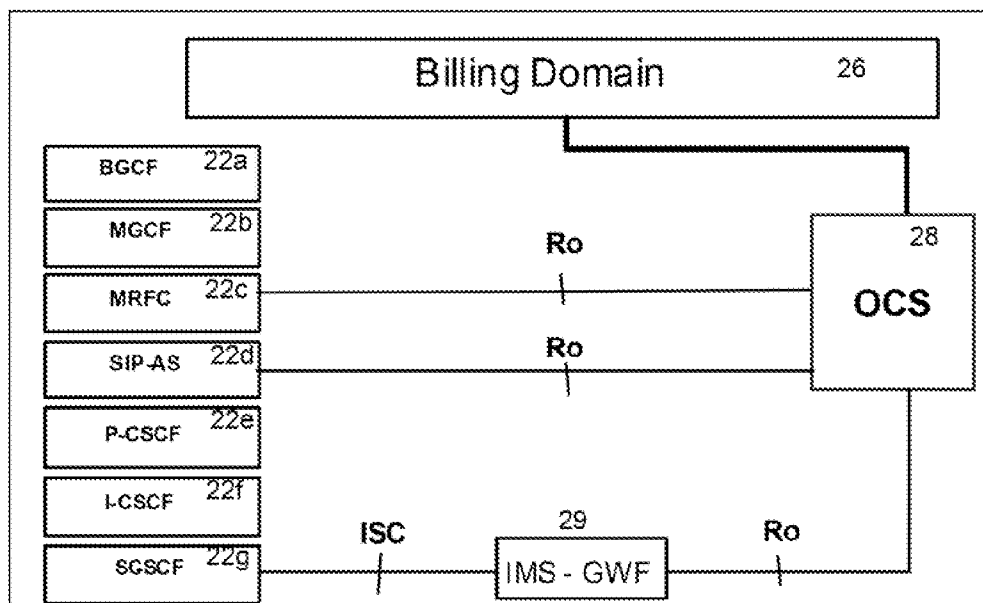 Billing Domain 26
BGCF 22a
MGCF 22b
MRFC 22c
SIP-AS 22d
P-CSCF 22e
I-CSCF 22f
SGSCF 22g
Ro
Ro
28
OCS
ISC
29
IMS - GWF
Ro